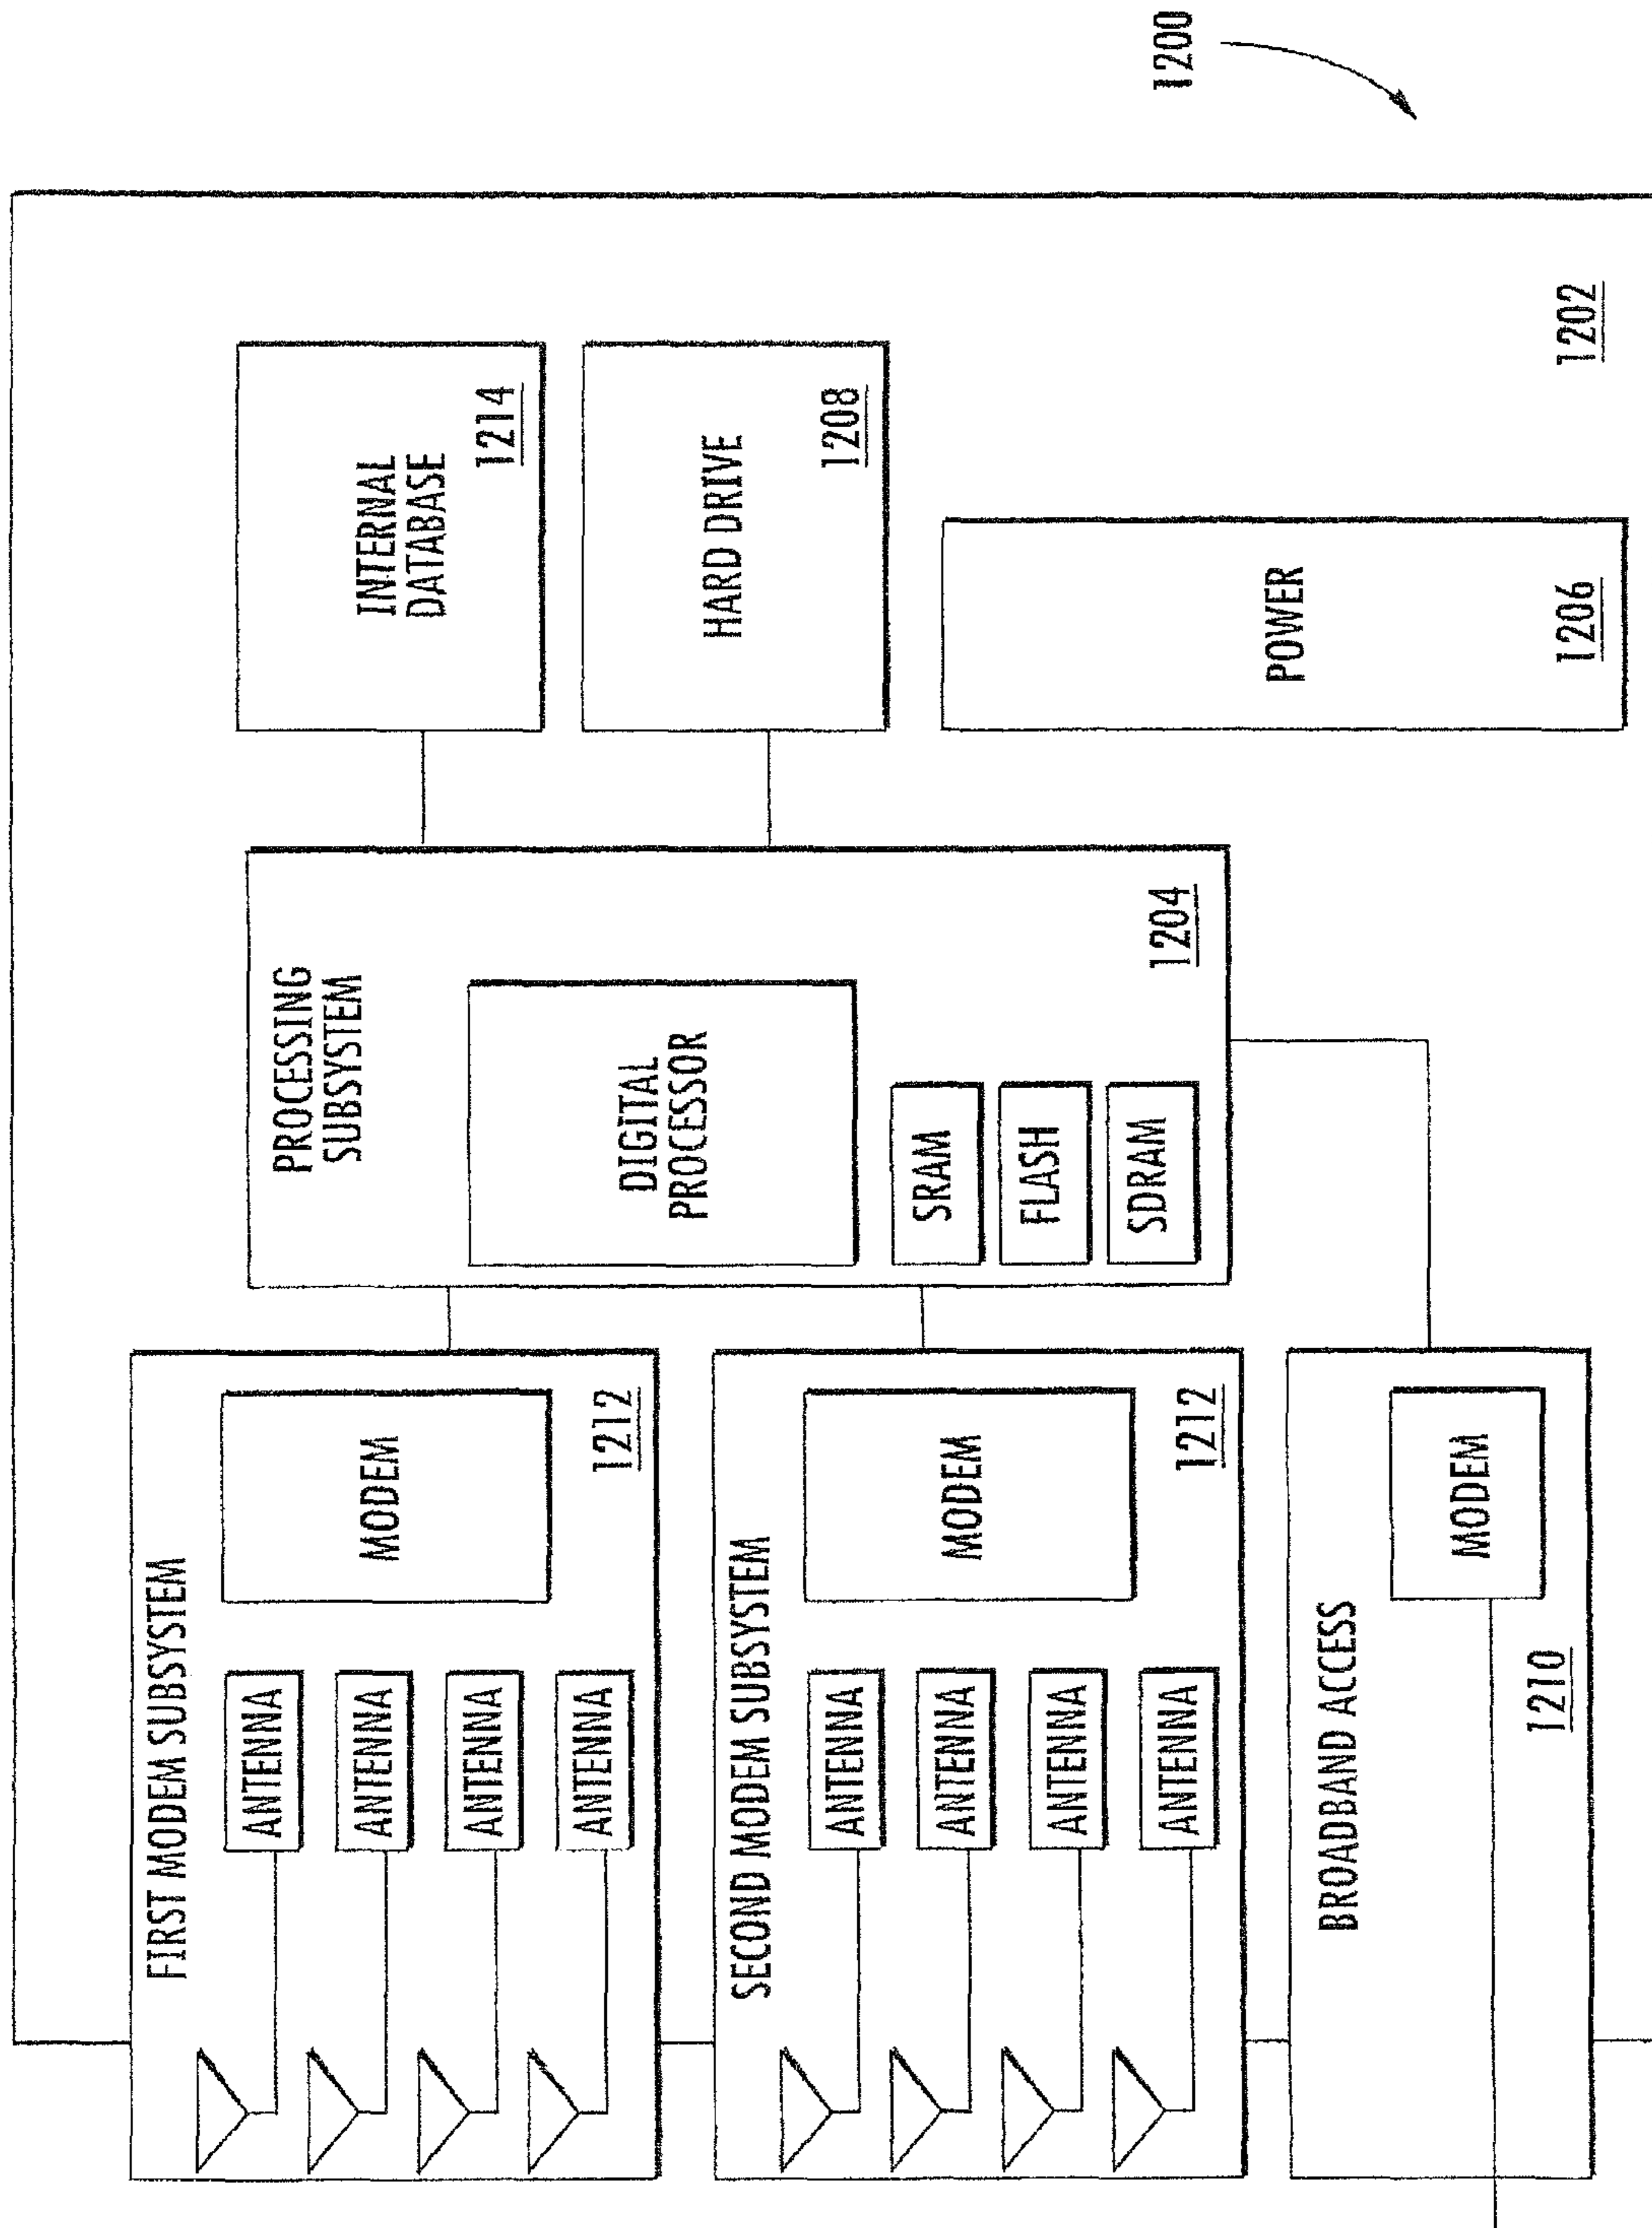 1200
1202
FIRST MODEM SUBSYSTEM
ANTENNA
ANTENNA
ANTENNA
ANTENNA
MODEM
1212
SECOND MODEM SUBSYSTEM
ANTENNA
ANTENNA
ANTENNA
ANTENNA
MODEM
1212
BROADBAND ACCESS
MODEM
1210
PROCESSING
SUBSYSTEM
DIGITAL
PROCESSOR
SRAM
FLASH
SDRAM
1204
INTERNAL
DATABASE
1214
HARD DRIVE
1208
POWER
1206